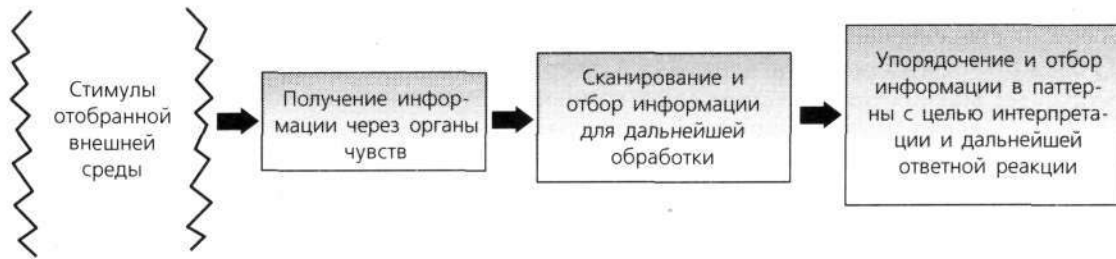 Стимулы
отобранной
внешней
среды
Получение инфор-
мации через органы
чувств
Сканирование и
отбор информации
для дальнейшей
обработки
Упорядочение и отбор
информации в паттер-
ны с целью интерпрета-
ции и дальнейшей
ответной реакции